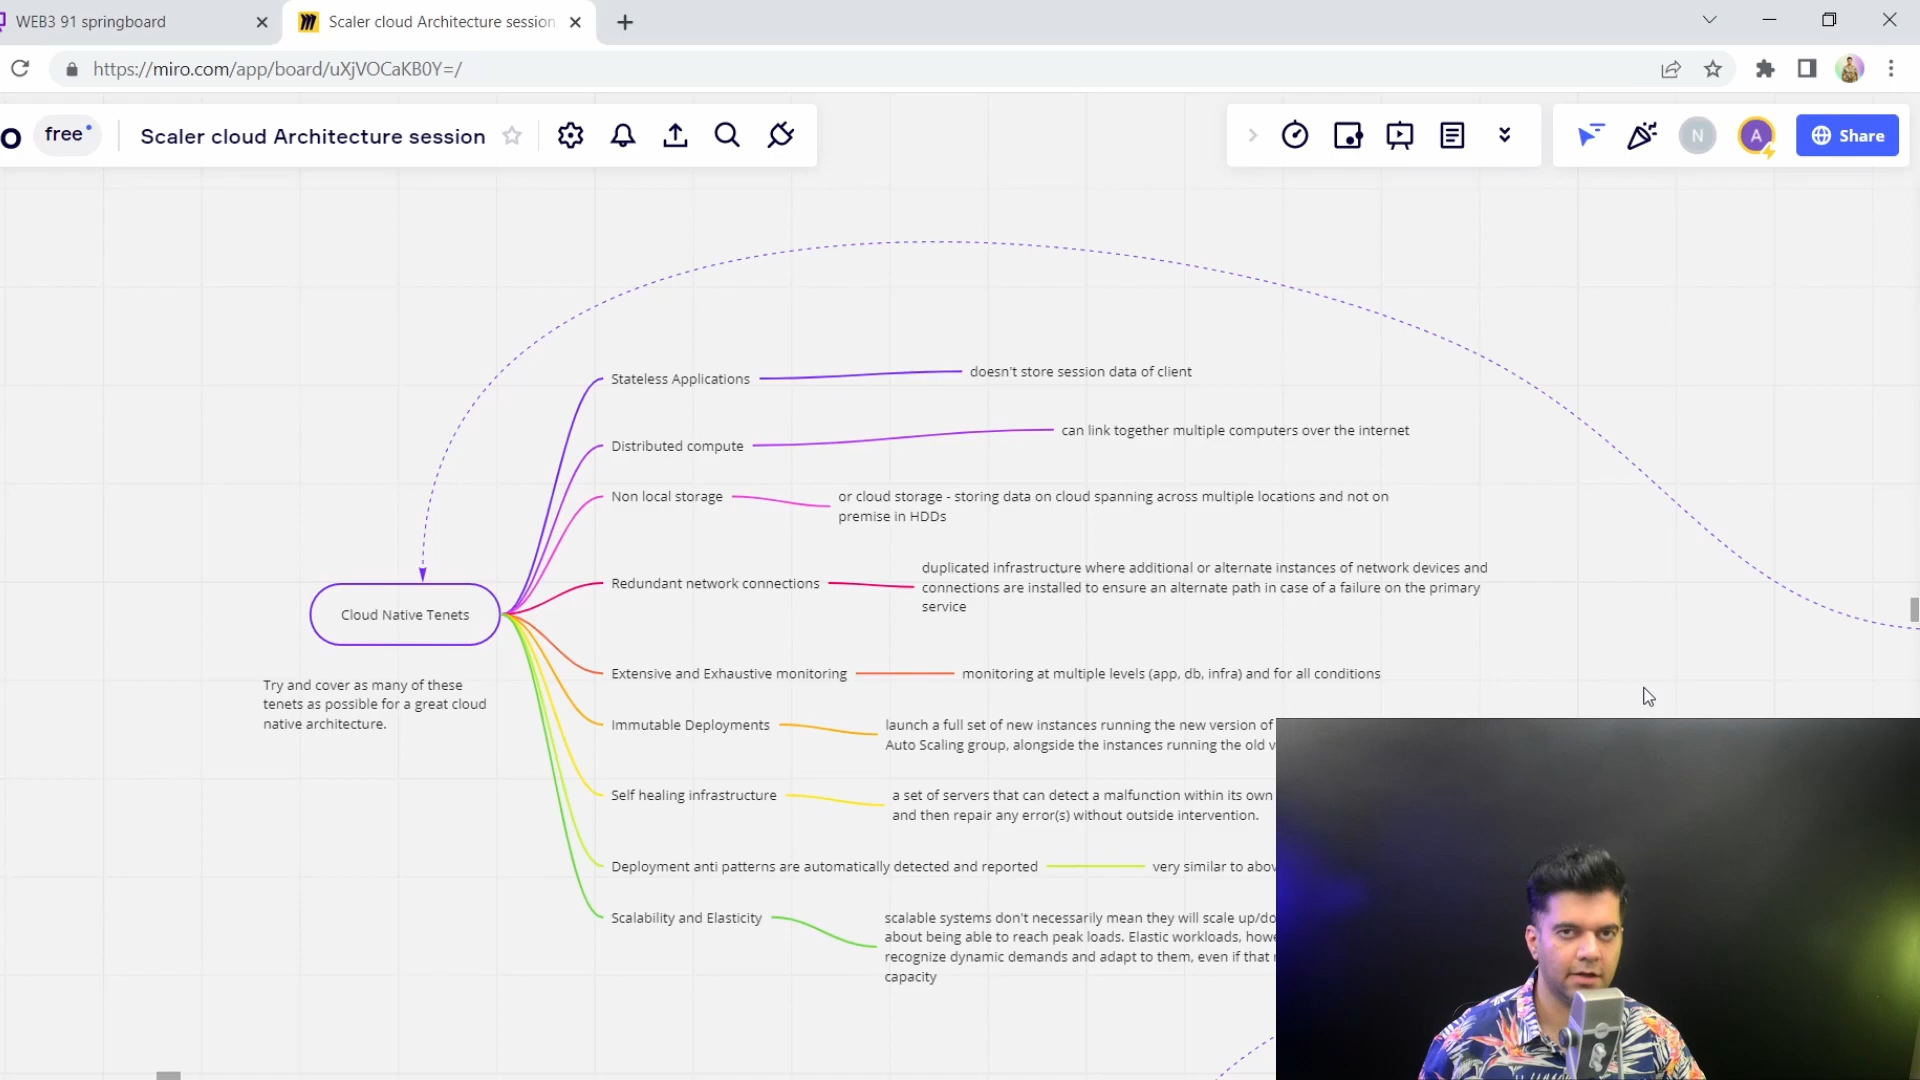 WEB3 91 springboard
Scaler cloud Architecture session
https://miro.com/app/board/uXjVOCaKB0Y=/
o
free
Scaler cloud Architecture session
N
A
Share
Stateless Applications
doesn't store session data of client
Distributed compute
can link together multiple computers over the internet
Non local storage
or cloud storage - storing data on cloud spanning across multiple locations and not on
premise in HDDs
Redundant network connections
duplicated infrastructure where additional or alternate instances of network devices and
connections are installed to ensure an alternate path in case of a failure on the primary
service
Cloud Native Tenets
Try and cover as many of these
tenets as possible for a great cloud
native architecture.
Extensive and Exhaustive monitoring
monitoring at multiple levels (app, db, infra) and for all conditions
Immutable Deployments
launch a full set of new instances running the new version of
Auto Scaling group, alongside the instances running the old
Self healing infrastructure
a set of servers that can detect a malfunction within its own
and then repair any error(s) without outside intervention.
Deployment anti patterns are automatically detected and reported
very similar to
Scalability and Elasticity
scalable systems don't necessarily mean they will scale
about being able to reach peak loads. Elastic workloads,
recognize dynamic demands and adapt to them, even if that
capacity